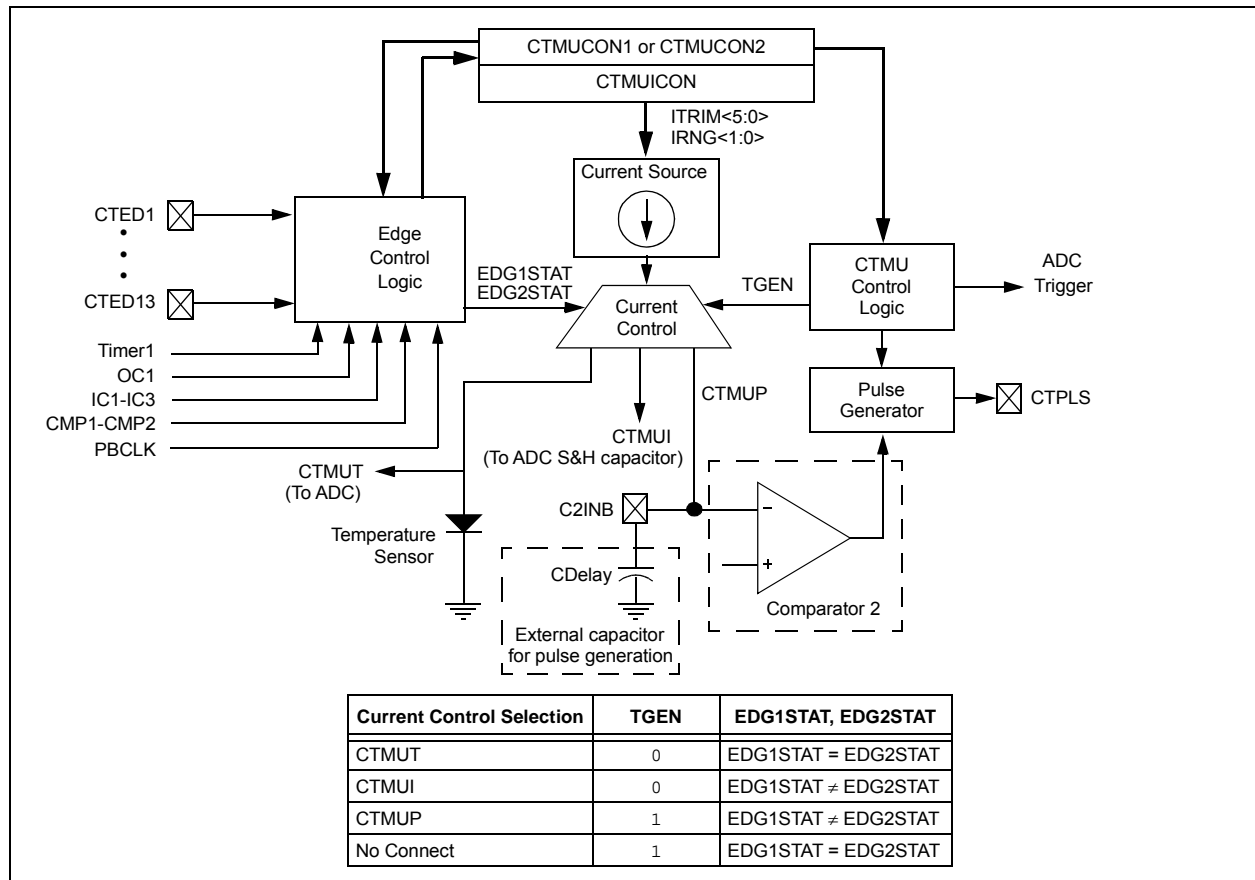 CTMUCON1 or CTMUCON2
CTMUICON
ITRIM<5:0>
IRNG<1:0>
Current Source
CTED1
CTED13
Edge
Control
Logic
EDG1STAT
EDG2STAT
Current
Control
TGEN
CTMU
Control
Logic
ADC
Trigger
Timer1
OC1
IC1-IC3
CMP1-CMP2
PBCLK
CTMUP
Pulse
Generator
CTPLS
CTMUT
(To ADC)
CTMUI
(To ADC S&H capacitor)
C2INB
Temperature
Sensor
CDelay
External capacitor
for pulse generation
−
+
Comparator 2
Current Control Selection TGEN EDG1STAT, EDG2STAT
CTMUT 0 EDG1STAT = EDG2STAT
CTMUI 0 EDG1STAT ≠ EDG2STAT
CTMUP 1 EDG1STAT ≠ EDG2STAT
No Connect 1 EDG1STAT = EDG2STAT